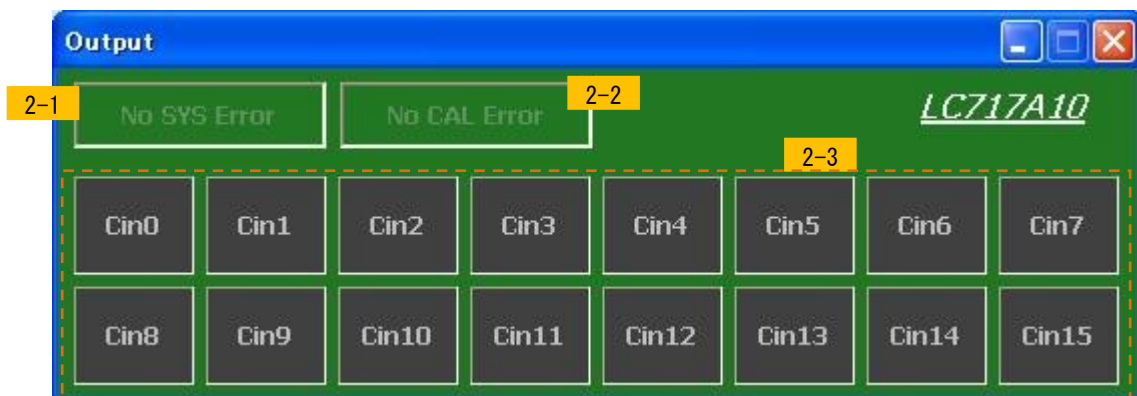 Output
2-1 No SYS Error No CAL Error 2-2 LC717A10
2-3
Cin0 Cin1 Cin2 Cin3 Cin4 Cin5 Cin6 Cin7
Cin8 Cin9 Cin10 Cin11 Cin12 Cin13 Cin14 Cin15